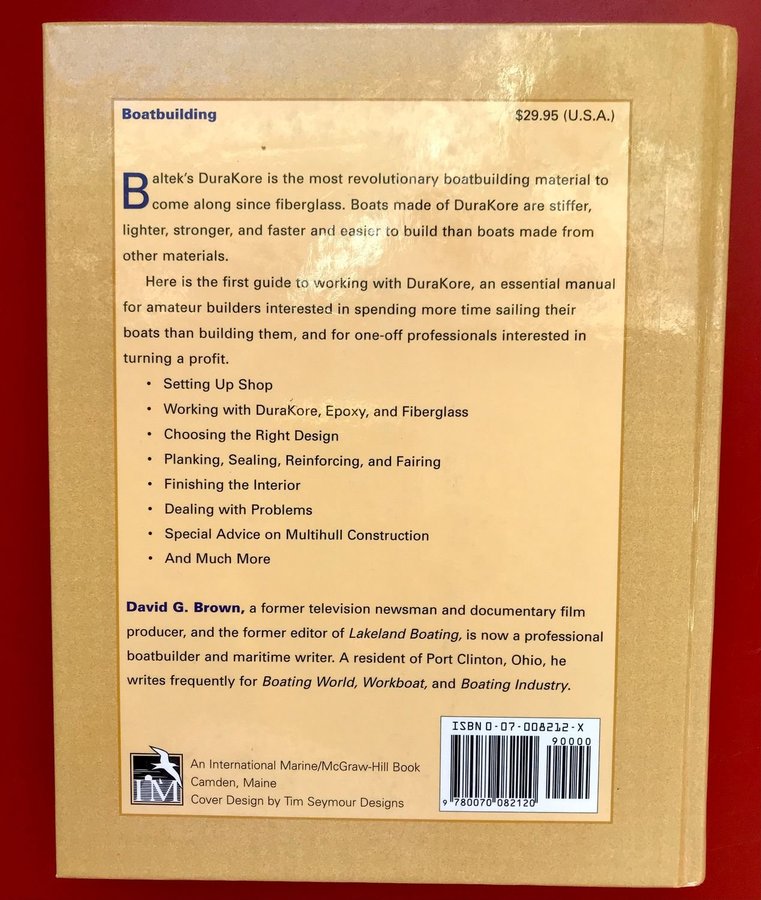 Boatbuilding $29.95 (U.S.A.)
Baltek's DuraKore is the most revolutionary boatbuilding material to
come along since fiberglass. Boats made of DuraKore are stiffer,
lighter, stronger, and faster and easier to build than boats made from
other materials.
Here is the first guide to working with DuraKore, an essential manual
for amateur builders interested in spending more time sailing their
boats than building them, and for one-off professionals interested in
turning a profit.
• Setting Up Shop
• Working with DuraKore, Epoxy, and Fiberglass
• Choosing the Right Design
• Planking, Sealing, Reinforcing, and Fairing
• Finishing the Interior
• Dealing with Problems
• Special Advice on Multihull Construction
• And Much More
David G. Brown, a former television newsman and documentary film
producer, and the former editor of Lakeland Boating, is now a professional
boatbuilder and maritime writer. A resident of Port Clinton, Ohio, he
writes frequently for Boating World, Workboat, and Boating Industry.
IM
An International Marine/McGraw-Hill Book
Camden, Maine
Cover Design by Tim Seymour Designs
ISBN 0-07-008212-X
90000
9 780070 082120